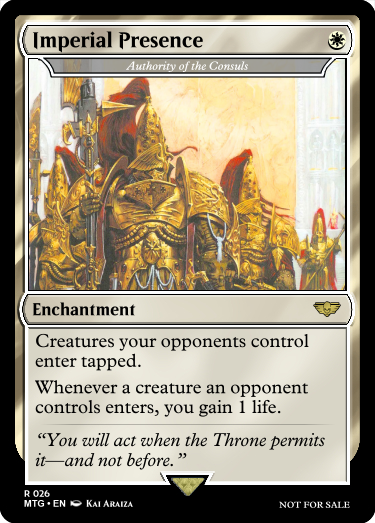 Imperial Presence
Authority of the Consuls
Enchantment
Creatures your opponents control
enter tapped.
Whenever a creature an opponent
controls enters, you gain 1 life.
“You will act when the Throne permits
it—and not before.”
R 026
MTG • EN Kai Araiza
NOT FOR SALE